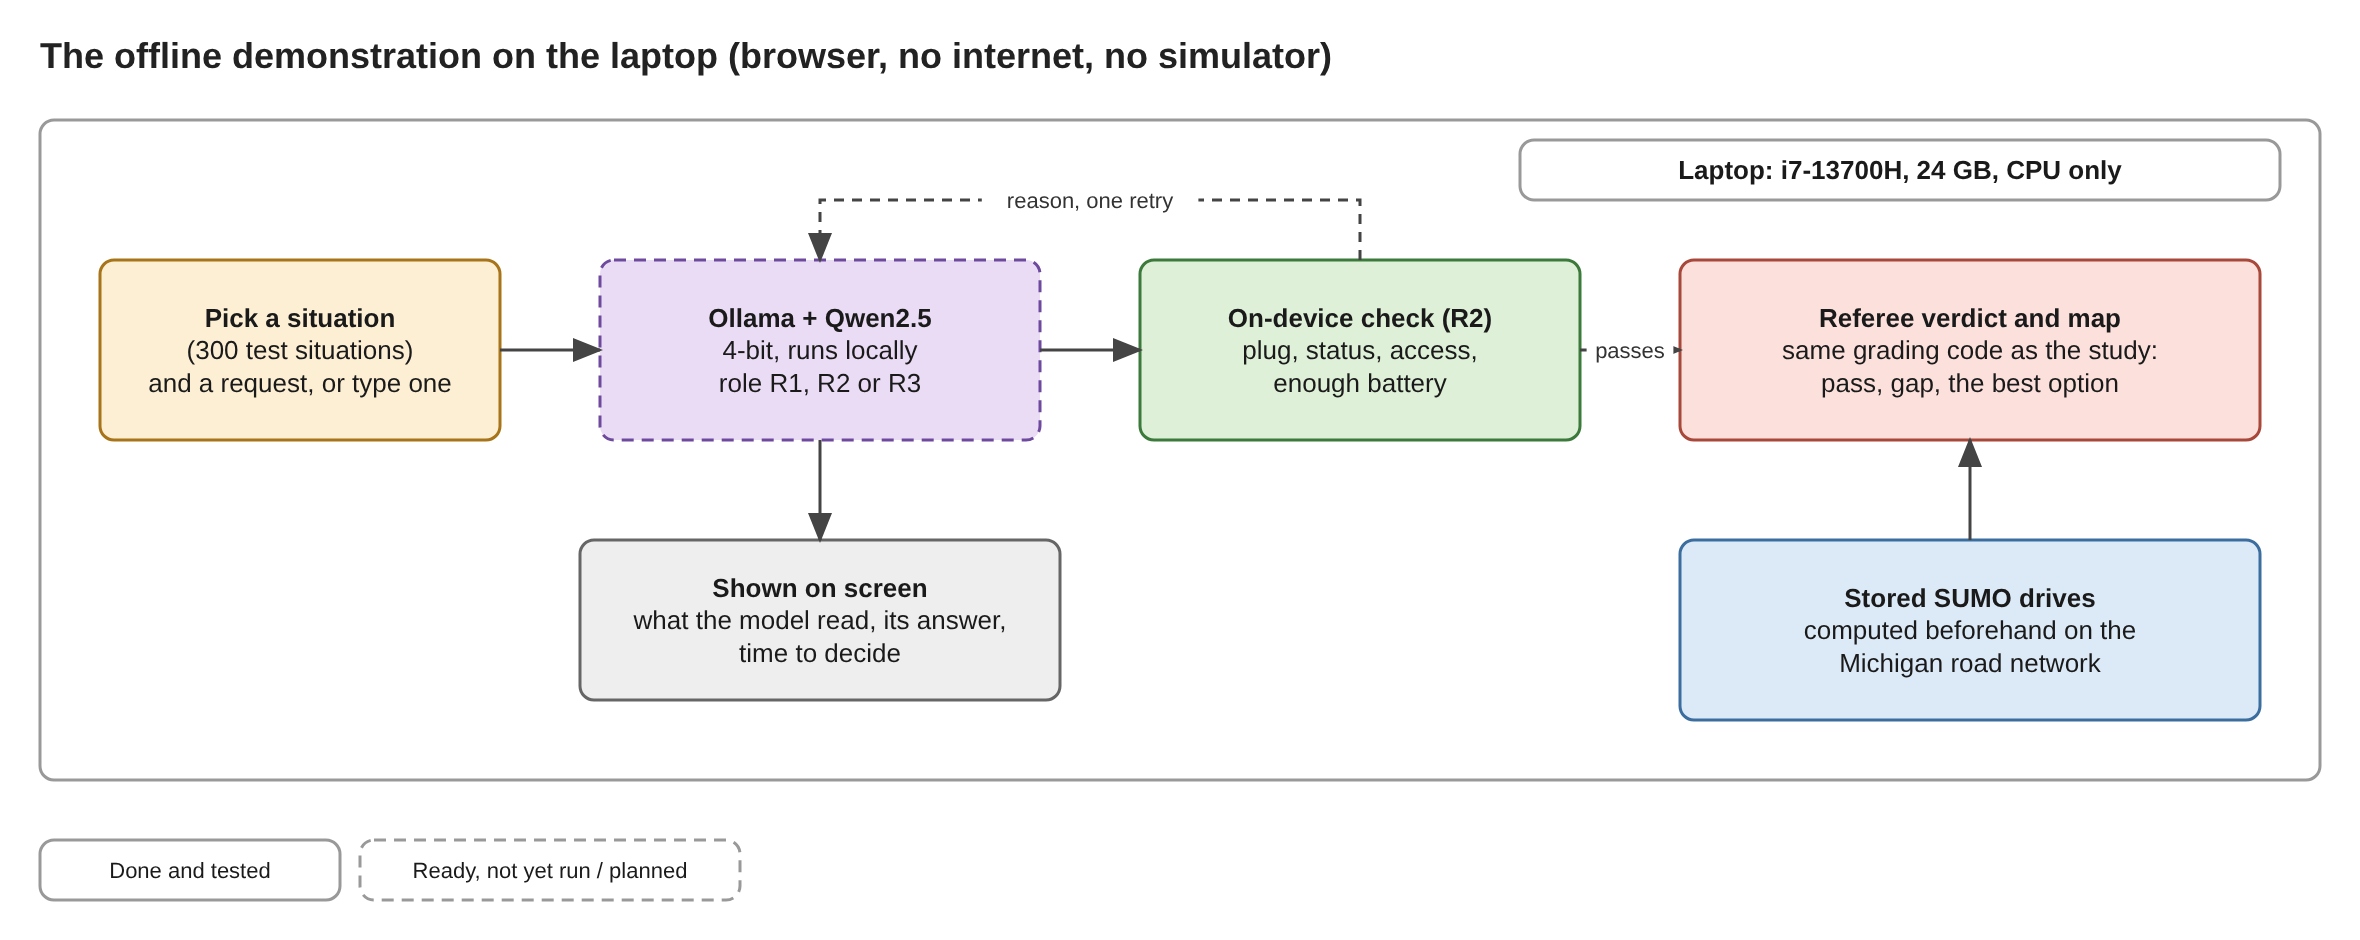 The offline demonstration on the laptop (browser, no internet, no simulator)
Laptop: i7-13700H, 24 GB, CPU only
reason, one retry
Pick a situation
(300 test situations)
and a request, or type one
Ollama + Qwen2.5
4-bit, runs locally
role R1, R2 or R3
On-device check (R2)
plug, status, access,
enough battery
passes
Referee verdict and map
same grading code as the study:
pass, gap, the best option
Shown on screen
what the model read, its answer,
time to decide
Stored SUMO drives
computed beforehand on the
Michigan road network
Done and tested
Ready, not yet run / planned